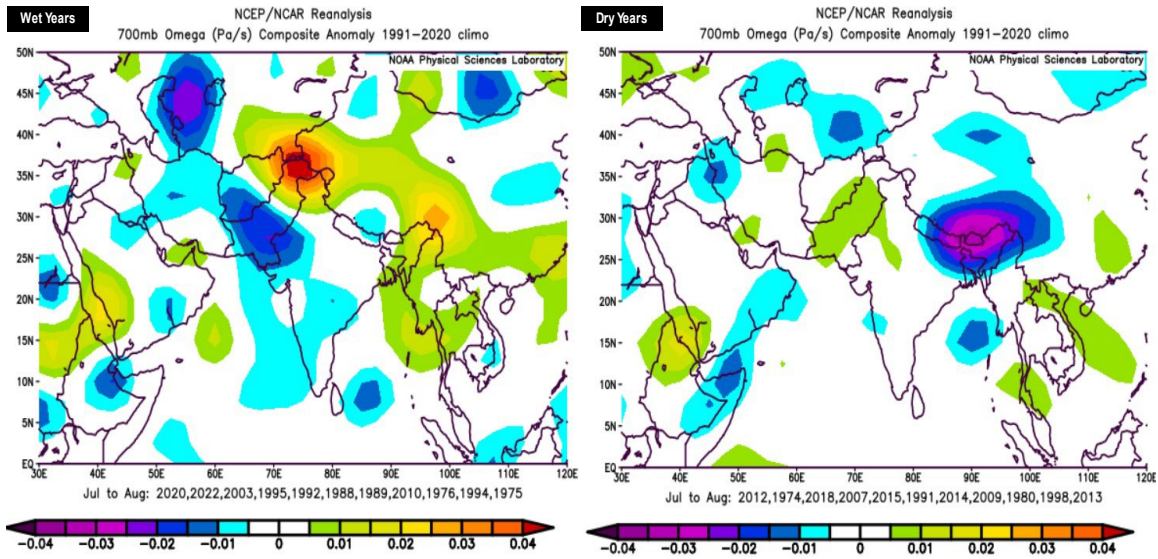 Wet Years
NCEP/NCAR Reanalysis
700mb Omega (Pa/s) Composite Anomaly 1991-2020 climo
NOAA Physical Sciences Laboratory
50N
45N
40N
35N
30N
25N
20N
15N
10N
5N
EQ
30E 40E 50E 60E 70E 80E 90E 100E 110E 120E
Jul to Aug: 2020,2022,2003,1995,1992,1988,1989,2010,1976,1994,1975
-0.04 -0.03 -0.02 -0.01 0 0.01 0.02 0.03 0.04
Dry Years
NCEP/NCAR Reanalysis
700mb Omega (Pa/s) Composite Anomaly 1991-2020 climo
NOAA Physical Sciences Laboratory
50N
45N
40N
35N
30N
25N
20N
15N
10N
5N
EQ
30E 40E 50E 60E 70E 80E 90E 100E 110E 120E
Jul to Aug: 2012,1974,2018,2007,2015,1991,2014,2009,1980,1998,2013
-0.04 -0.03 -0.02 -0.01 0 0.01 0.02 0.03 0.04